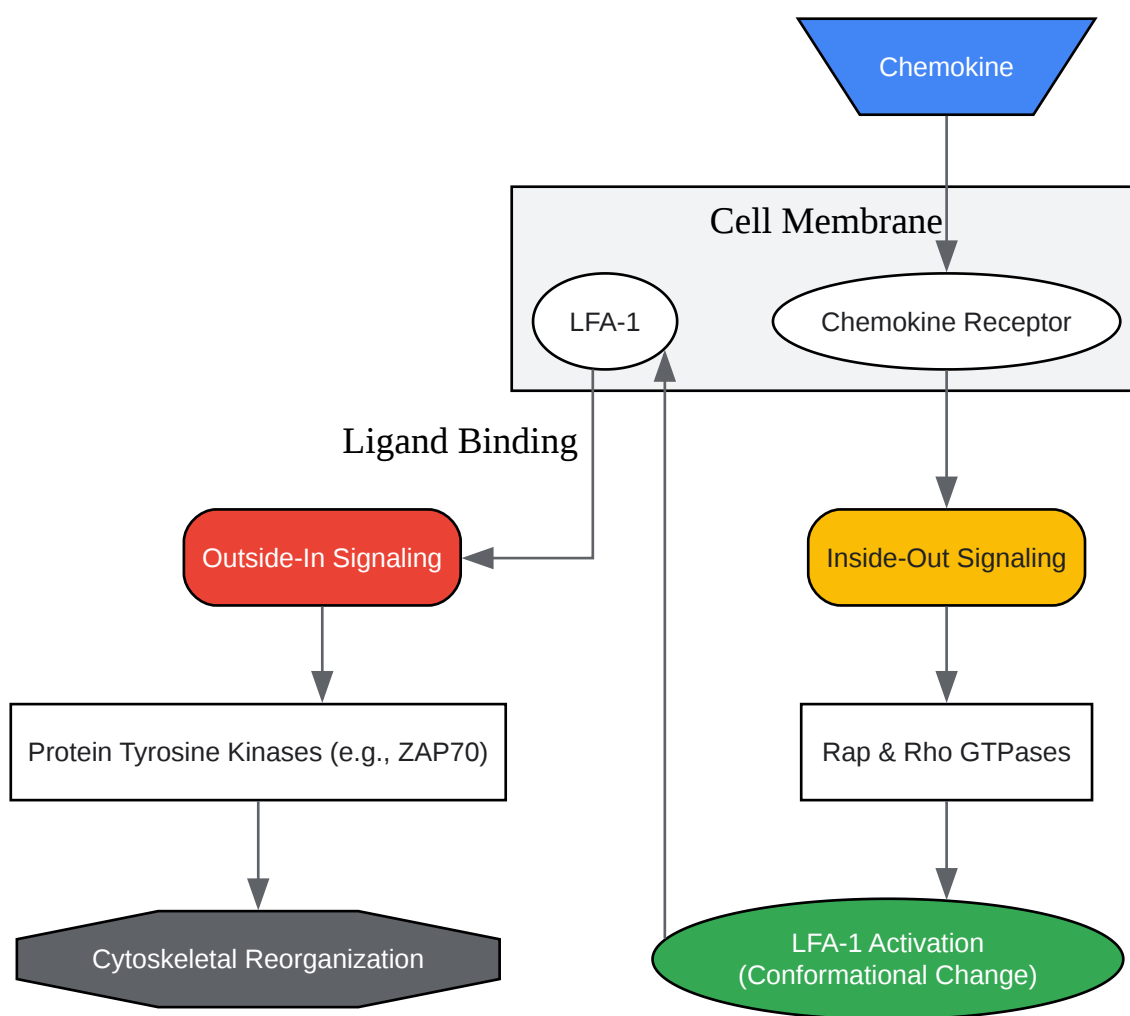 Chemokine
Cell Membrane
LFA-1
Chemokine Receptor
Ligand Binding
Outside-In Signaling
Inside-Out Signaling
Protein Tyrosine Kinases (e.g., ZAP70)
Rap & Rho GTPases
Cytoskeletal Reorganization
LFA-1 Activation
(Conformational Change)